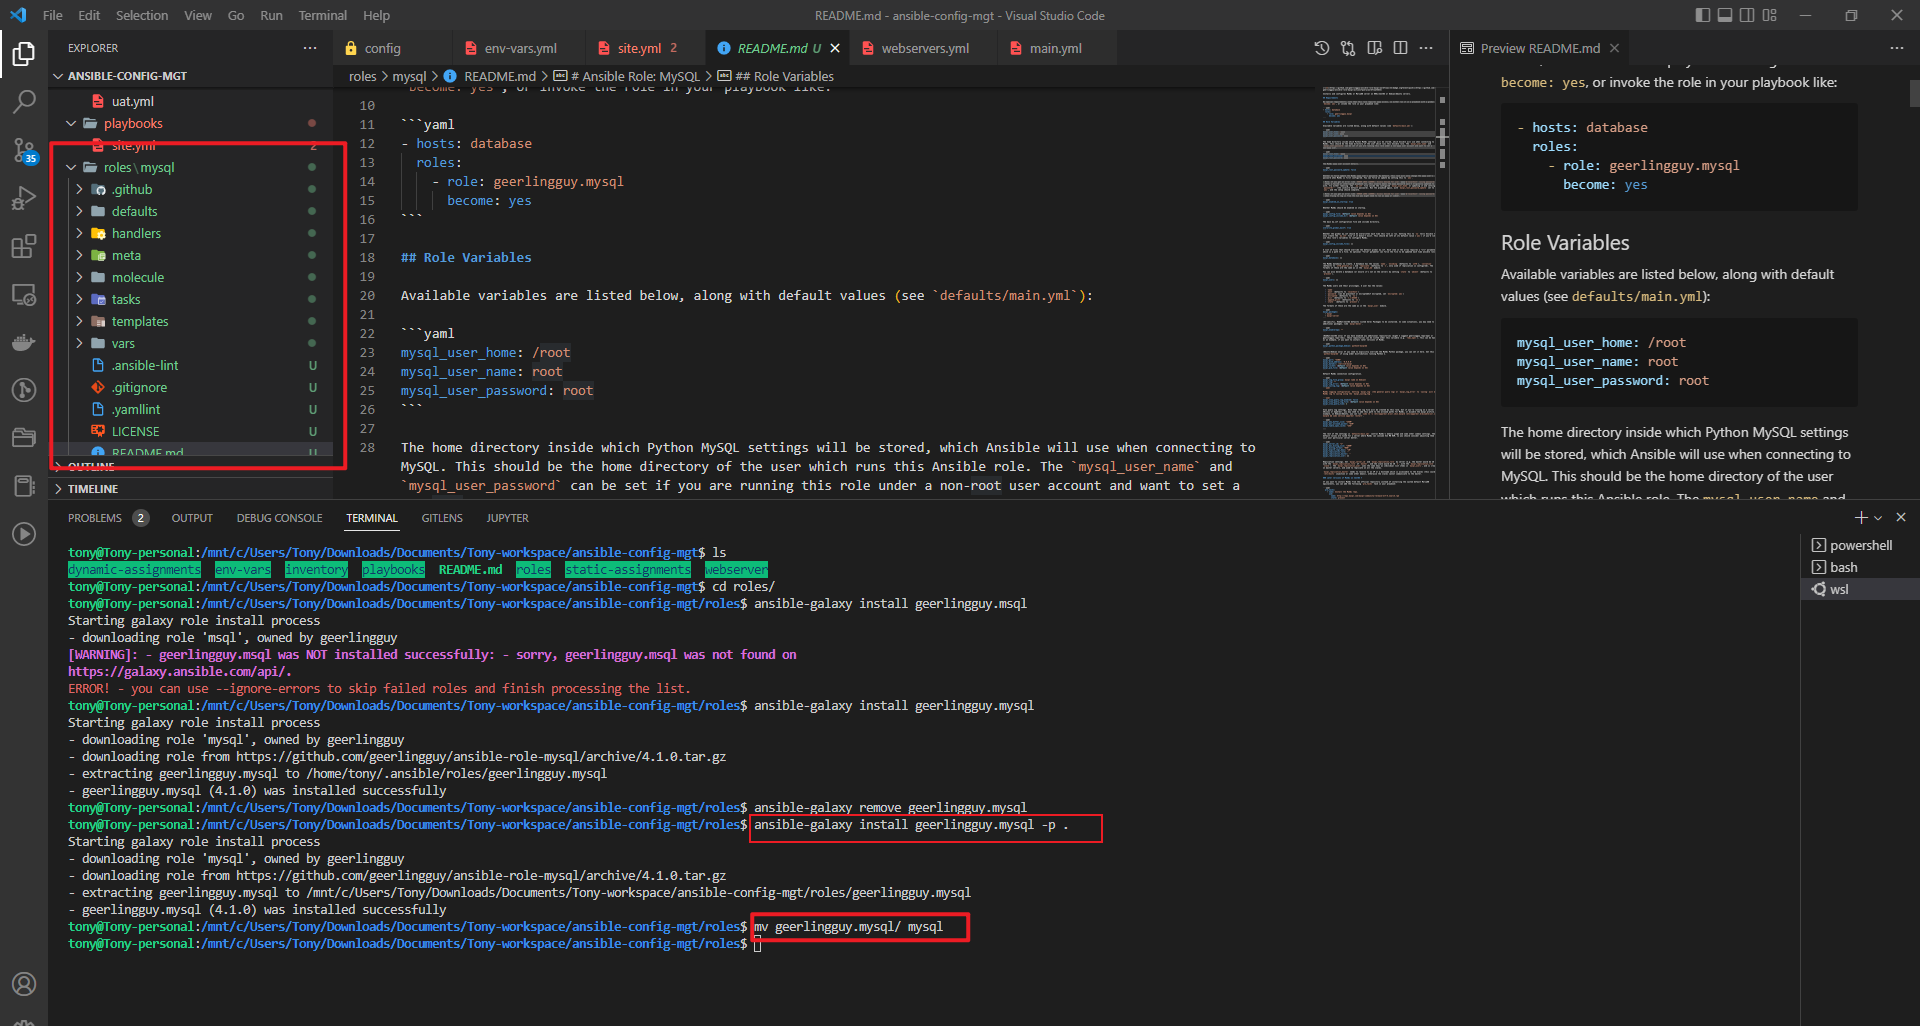 File Edit Selection View Go Run Terminal Help
README.md - ansible-config-mgt - Visual Studio Code
EXPLORER
ANSIBLE-CONFIG-MGT
uat.yml
playbooks
site.yml 2
roles\mysql
.github
defaults
handlers
meta
molecule
tasks
templates
vars
.ansible-lint U
.gitignore U
.yamllint U
LICENSE U
README.md U
OUTLINE
TIMELINE
35
config
env-vars.yml
site.yml 2
README.md U
webservers.yml
main.yml
roles > mysql > README.md > # Ansible Role: MySQL > ## Role Variables
`become: yes`, or invoke the role in your playbook like:
10
11 ```yaml
12 - hosts: database
13 roles:
14 - role: geerlingguy.mysql
15 become: yes
16 ```
17
18 ## Role Variables
19
20 Available variables are listed below, along with default values (see `defaults/main.yml`):
21
22 ```yaml
23 mysql_user_home: /root
24 mysql_user_name: root
25 mysql_user_password: root
26 ```
27
28 The home directory inside which Python MySQL settings will be stored, which Ansible will use when connecting to
MySQL. This should be the home directory of the user which runs this Ansible role. The `mysql_user_name` and
`mysql_user_password` can be set if you are running this role under a non-root user account and want to set a
Preview README.md
become: yes, or invoke the role in your playbook like:
- hosts: database
roles:
- role: geerlingguy.mysql
become: yes
Role Variables
Available variables are listed below, along with default
values (see defaults/main.yml):
mysql_user_home: /root
mysql_user_name: root
mysql_user_password: root
The home directory inside which Python MySQL settings
will be stored, which Ansible will use when connecting to
MySQL. This should be the home directory of the user
which runs this Ansible role. The mysql_user_name and
PROBLEMS 2 OUTPUT DEBUG CONSOLE TERMINAL GITLENS JUPYTER
powershell
bash
wsl
tony@Tony-personal:/mnt/c/Users/Tony/Downloads/Documents/Tony-workspace/ansible-config-mgt$ ls
dynamic-assignments env-vars inventory playbooks README.md roles static-assignments webserver
tony@Tony-personal:/mnt/c/Users/Tony/Downloads/Documents/Tony-workspace/ansible-config-mgt$ cd roles/
tony@Tony-personal:/mnt/c/Users/Tony/Downloads/Documents/Tony-workspace/ansible-config-mgt/roles$ ansible-galaxy install geerlingguy.msql
Starting galaxy role install process
- downloading role 'msql', owned by geerlingguy
[WARNING]: - geerlingguy.msql was NOT installed successfully: - sorry, geerlingguy.msql was not found on
https://galaxy.ansible.com/api/.
ERROR! - you can use --ignore-errors to skip failed roles and finish processing the list.
tony@Tony-personal:/mnt/c/Users/Tony/Downloads/Documents/Tony-workspace/ansible-config-mgt/roles$ ansible-galaxy install geerlingguy.mysql
Starting galaxy role install process
- downloading role 'mysql', owned by geerlingguy
- downloading role from https://github.com/geerlingguy/ansible-role-mysql/archive/4.1.0.tar.gz
- extracting geerlingguy.mysql to /home/tony/.ansible/roles/geerlingguy.mysql
- geerlingguy.mysql (4.1.0) was installed successfully
tony@Tony-personal:/mnt/c/Users/Tony/Downloads/Documents/Tony-workspace/ansible-config-mgt/roles$ ansible-galaxy remove geerlingguy.mysql
tony@Tony-personal:/mnt/c/Users/Tony/Downloads/Documents/Tony-workspace/ansible-config-mgt/roles$ ansible-galaxy install geerlingguy.mysql -p .
Starting galaxy role install process
- downloading role 'mysql', owned by geerlingguy
- downloading role from https://github.com/geerlingguy/ansible-role-mysql/archive/4.1.0.tar.gz
- extracting geerlingguy.mysql to /mnt/c/Users/Tony/Downloads/Documents/Tony-workspace/ansible-config-mgt/roles/geerlingguy.mysql
- geerlingguy.mysql (4.1.0) was installed successfully
tony@Tony-personal:/mnt/c/Users/Tony/Downloads/Documents/Tony-workspace/ansible-config-mgt/roles$ mv geerlingguy.mysql/ mysql
tony@Tony-personal:/mnt/c/Users/Tony/Downloads/Documents/Tony-workspace/ansible-config-mgt/roles$